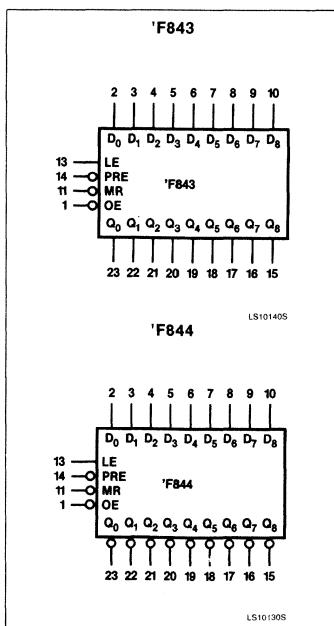 'F843
2 3 4 5 6 7 8 9 10
D0 D1 D2 D3 D4 D5 D6 D7 D8
13 LE
14 PRE
'F843
11 MR
1 OE
Q0 Q1 Q2 Q3 Q4 Q5 Q6 Q7 Q8
23 22 21 20 19 18 17 16 15
LS10140S
'F844
2 3 4 5 6 7 8 9 10
D0 D1 D2 D3 D4 D5 D6 D7 D8
13 LE
14 PRE
'F844
11 MR
1 OE
Q0 Q1 Q2 Q3 Q4 Q5 Q6 Q7 Q8
23 22 21 20 19 18 17 16 15
LS10130S